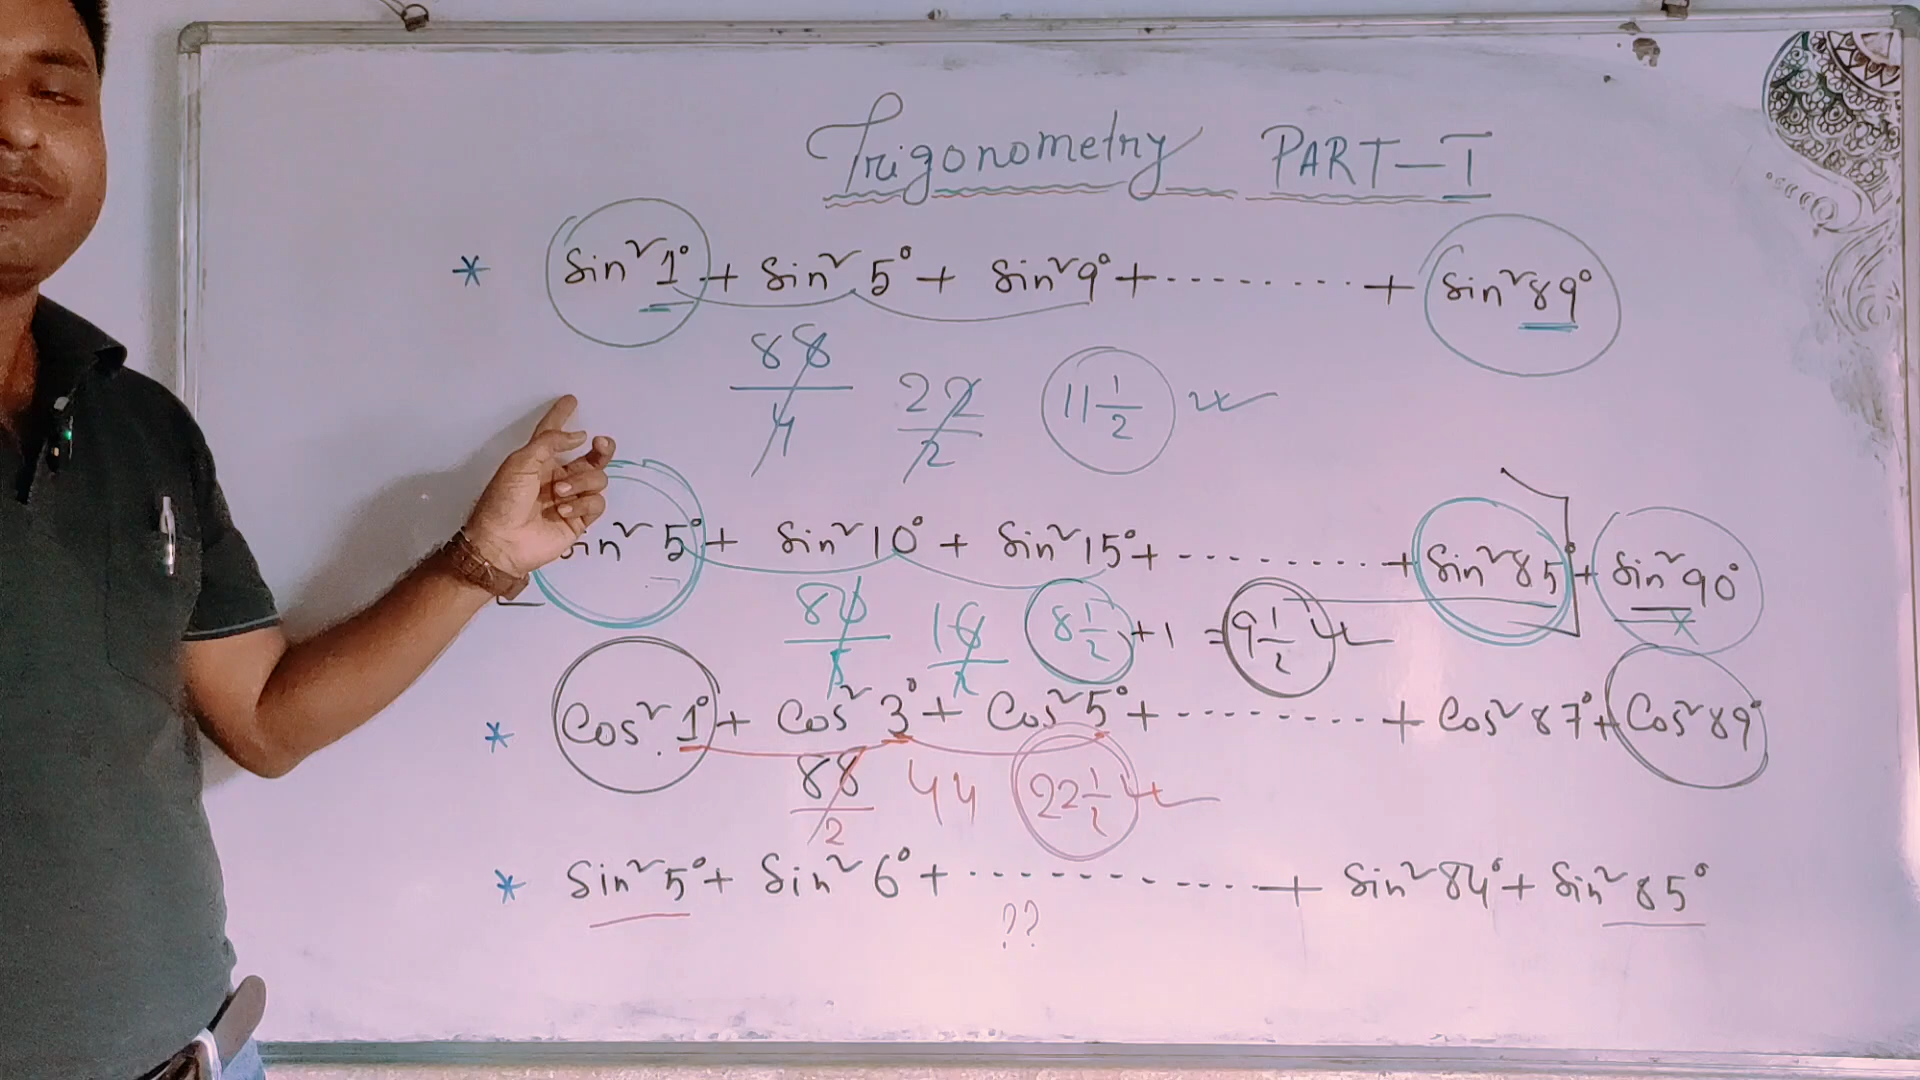 Trigonometry PART-I
* Sin² 1° + Sin² 5° + Sin² 9° + ........... + Sin² 89°
88/4 22/2 11 1/2
Sin² 5° + Sin² 10° + Sin² 15° + ........... + Sin² 85° + Sin² 90°
80/5 16/2 8 1/2 + 1 = 9 1/2
* Cos² 1° + Cos² 3° + Cos² 5° + ........... + Cos² 87° + Cos² 89°
88/2 44 22 1/2
* Sin² 5° + Sin² 6° + ........... + Sin² 84° + Sin² 85°
??